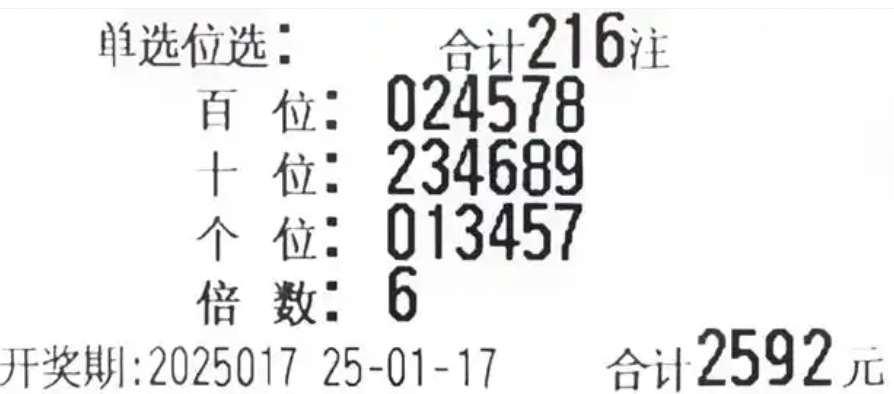 单选位选: 合计216注
百 位: 024578
十 位: 234689
个 位: 013457
倍 数: 6
开奖期:2025017 25-01-17 合计2592元